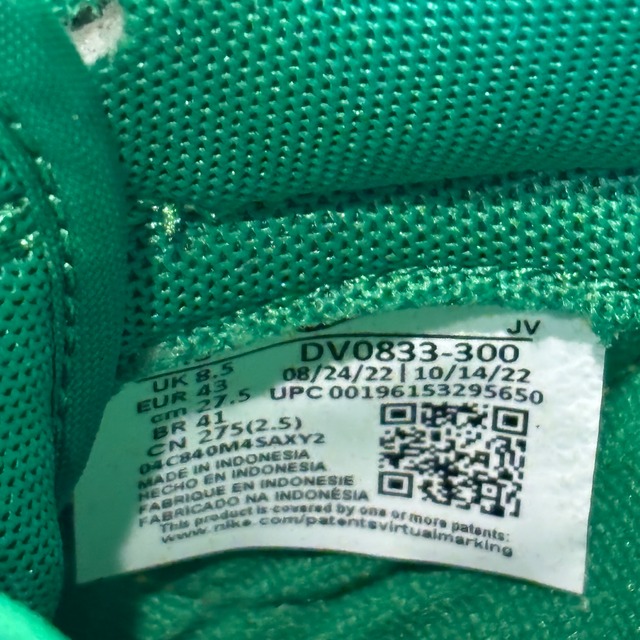 JV
DV0833-300
UK 8.5 08/24/22 | 10/14/22
EUR 43 UPC 00196153295650
cm 27.5
BR 41
CN 275(2.5)
04C840M4SAXY2
MADE IN INDONESIA
HECHO EN INDONESIA
FABRIQUE EN INDONESIE
FABRICADO NA INDONÉSIA
This product is covered by one or more patents:
www.nike.com/patentsvirtualmarking